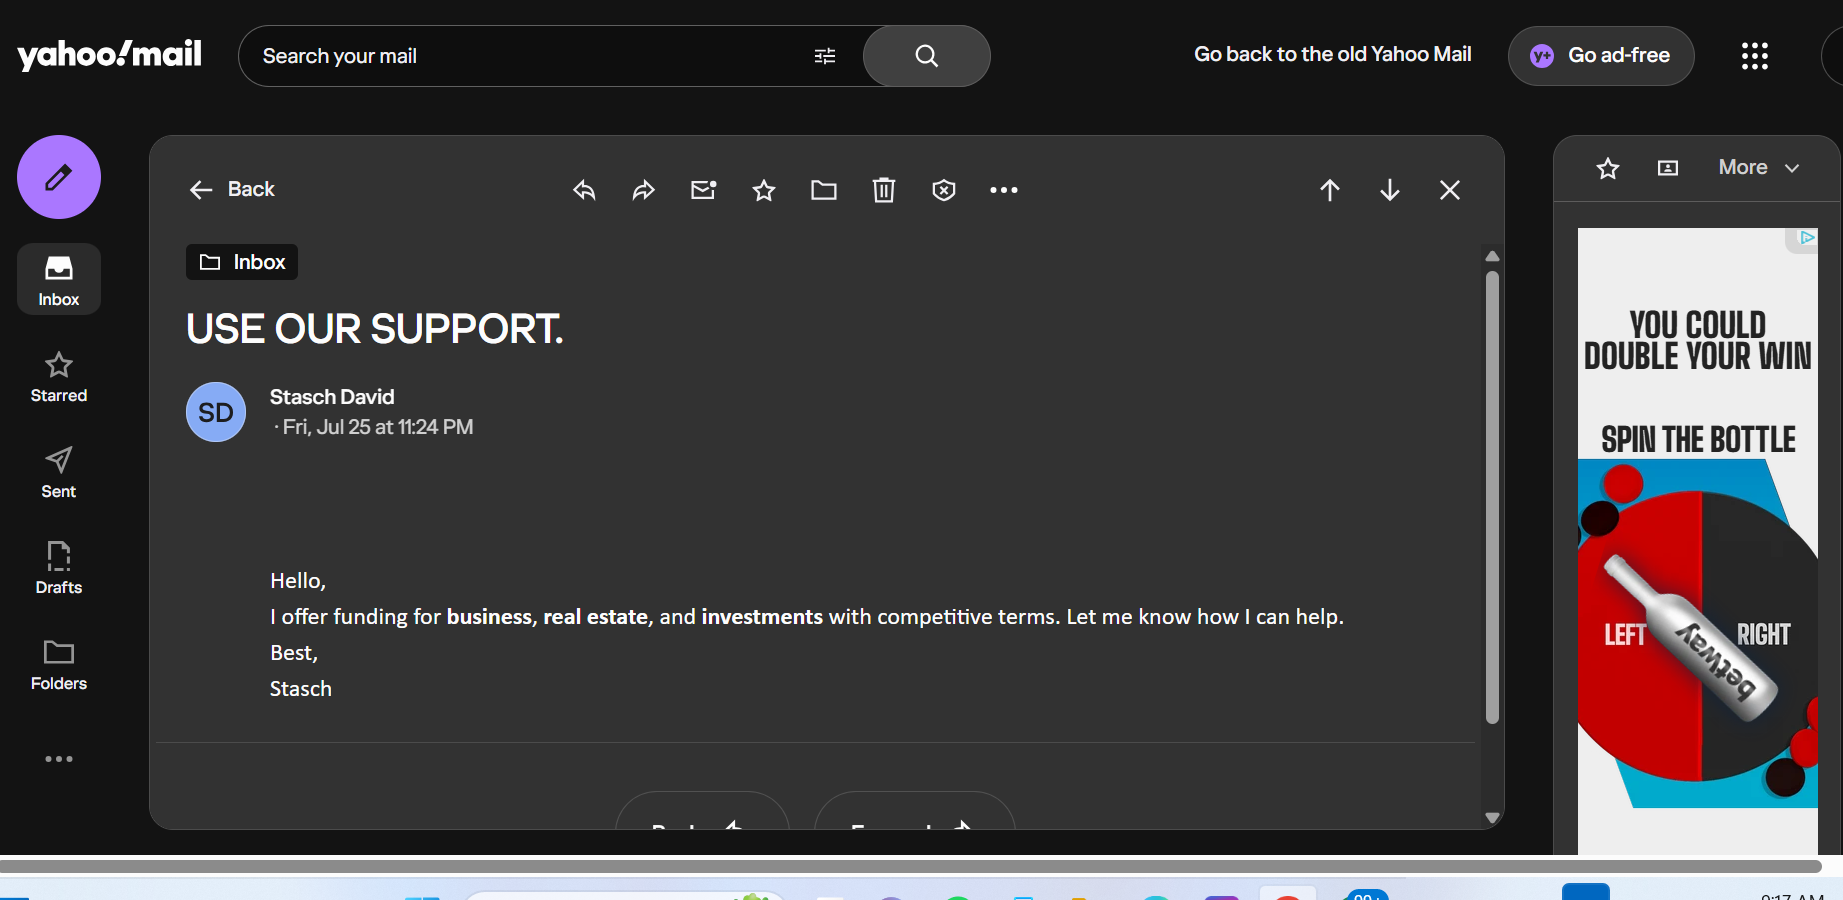 yahoo!mail
Search your mail
Go back to the old Yahoo Mail
y+ Go ad-free
Inbox
Starred
Sent
Drafts
Folders
Back
Inbox
USE OUR SUPPORT.
SD
Stasch David
· Fri, Jul 25 at 11:24 PM
Hello,
I offer funding for business, real estate, and investments with competitive terms. Let me know how I can help.
Best,
Stasch
More
YOU COULD
DOUBLE YOUR WIN
SPIN THE BOTTLE
LEFT
betway
RIGHT